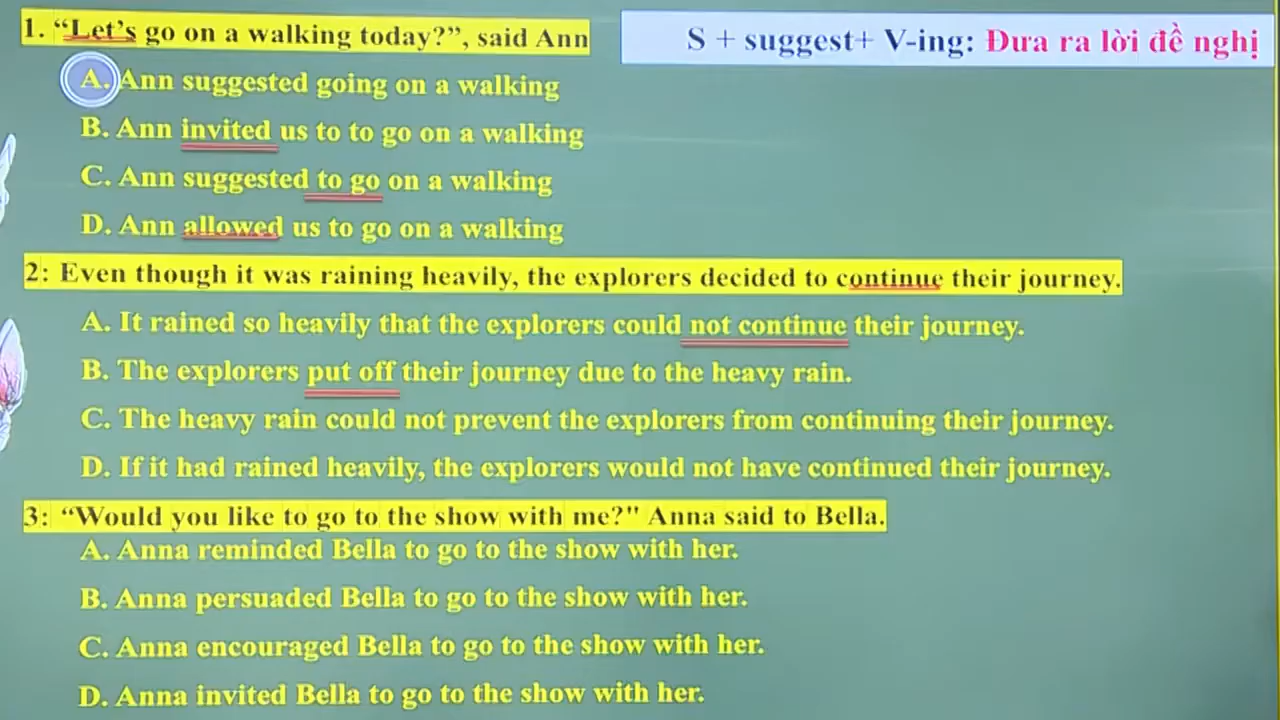 1. “Let’s go on a walking today?”, said Ann
S + suggest+ V-ing: Đưa ra lời đề nghị
A. Ann suggested going on a walking
B. Ann invited us to to go on a walking
C. Ann suggested to go on a walking
D. Ann allowed us to go on a walking
2: Even though it was raining heavily, the explorers decided to continue their journey.
A. It rained so heavily that the explorers could not continue their journey.
B. The explorers put off their journey due to the heavy rain.
C. The heavy rain could not prevent the explorers from continuing their journey.
D. If it had rained heavily, the explorers would not have continued their journey.
3: “Would you like to go to the show with me?" Anna said to Bella.
A. Anna reminded Bella to go to the show with her.
B. Anna persuaded Bella to go to the show with her.
C. Anna encouraged Bella to go to the show with her.
D. Anna invited Bella to go to the show with her.